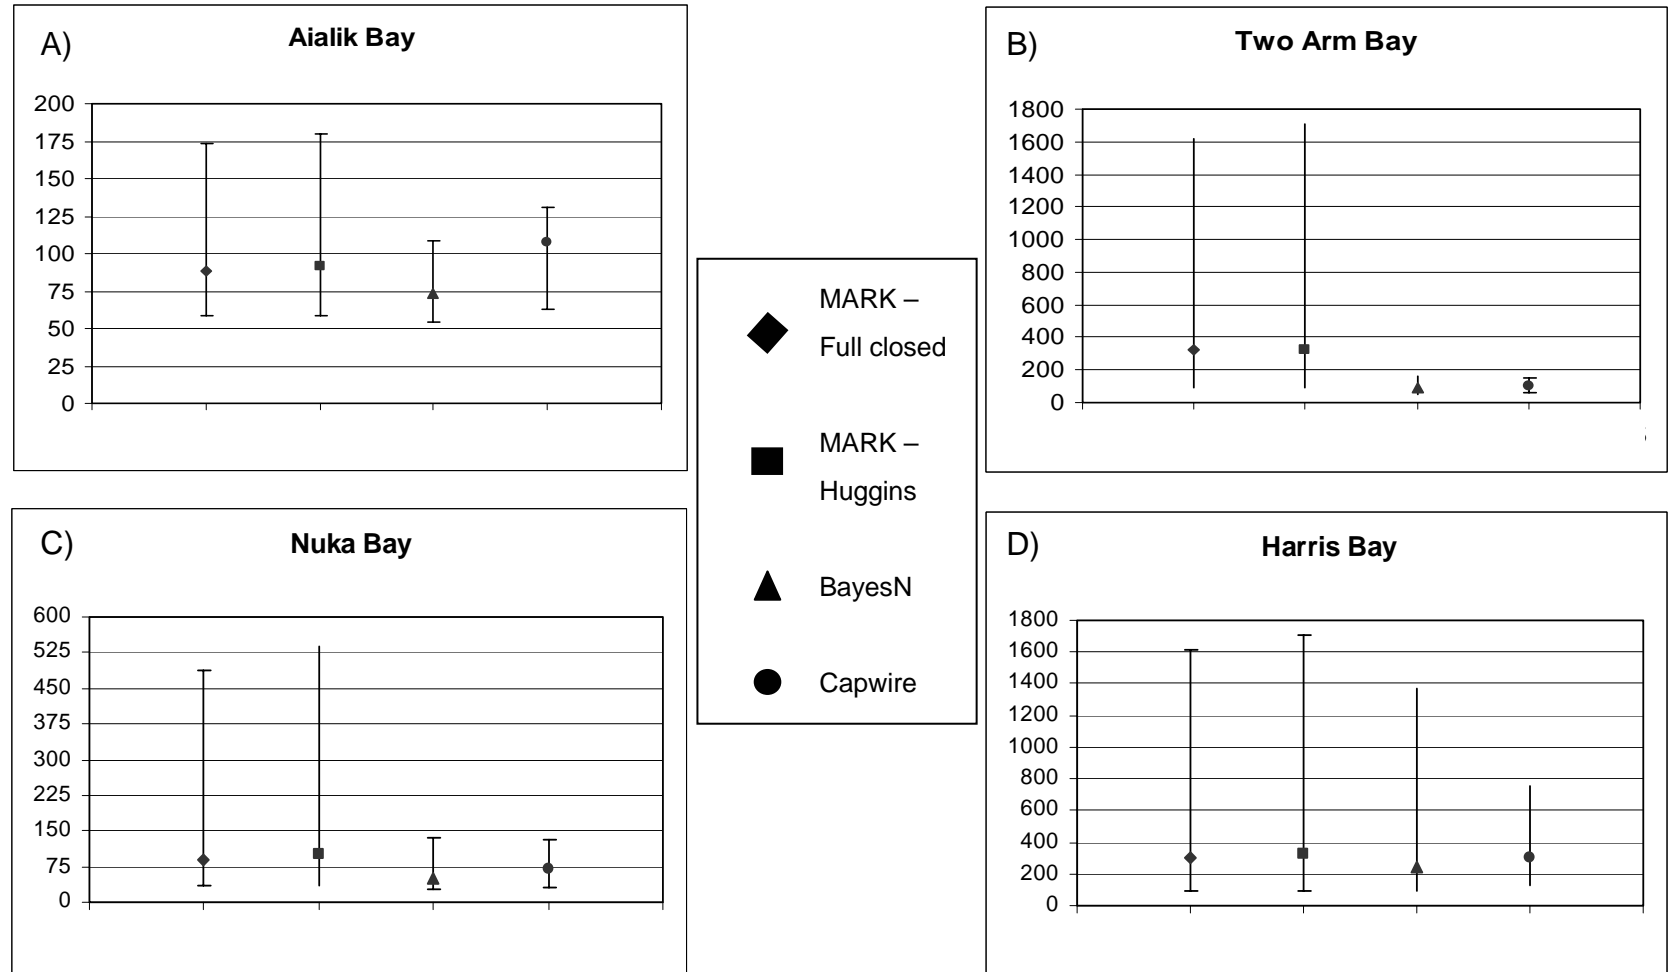 A)
Aialik Bay
200
175
150
125
100
75
50
25
0
B)
Two Arm Bay
1800
1600
1400
1200
1000
800
600
400
200
0
MARK –
Full closed
MARK –
Huggins
BayesN
Capwire
C)
Nuka Bay
600
525
450
375
300
225
150
75
0
D)
Harris Bay
1800
1600
1400
1200
1000
800
600
400
200
0